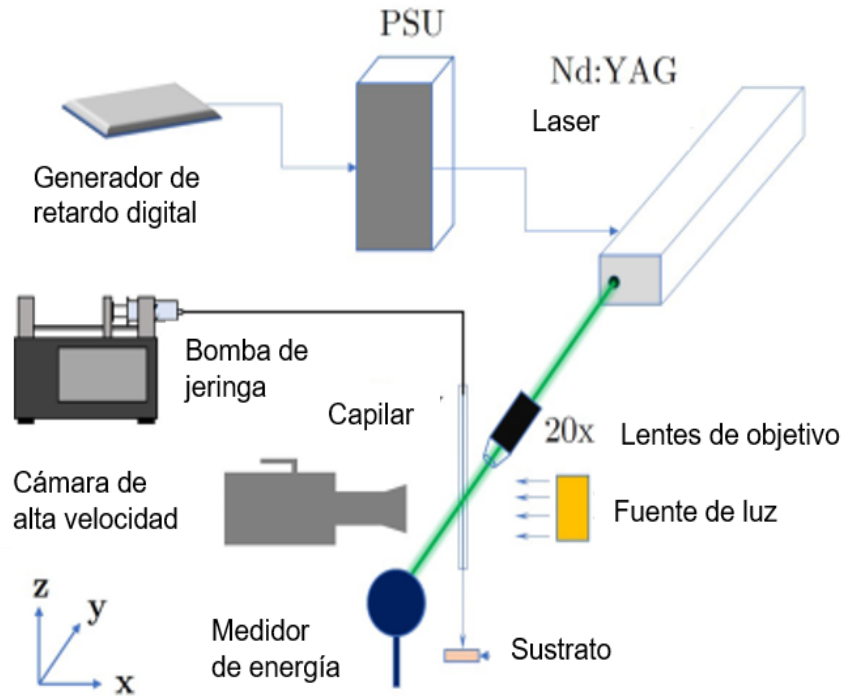 PSU
Nd:YAG
Laser
Generador de
retardo digital
Bomba de
jeringa
Capilar
20x
Lentes de objetivo
Cámara de
alta velocidad
Fuente de luz
z
y
x
Medidor
de energía
Sustrato